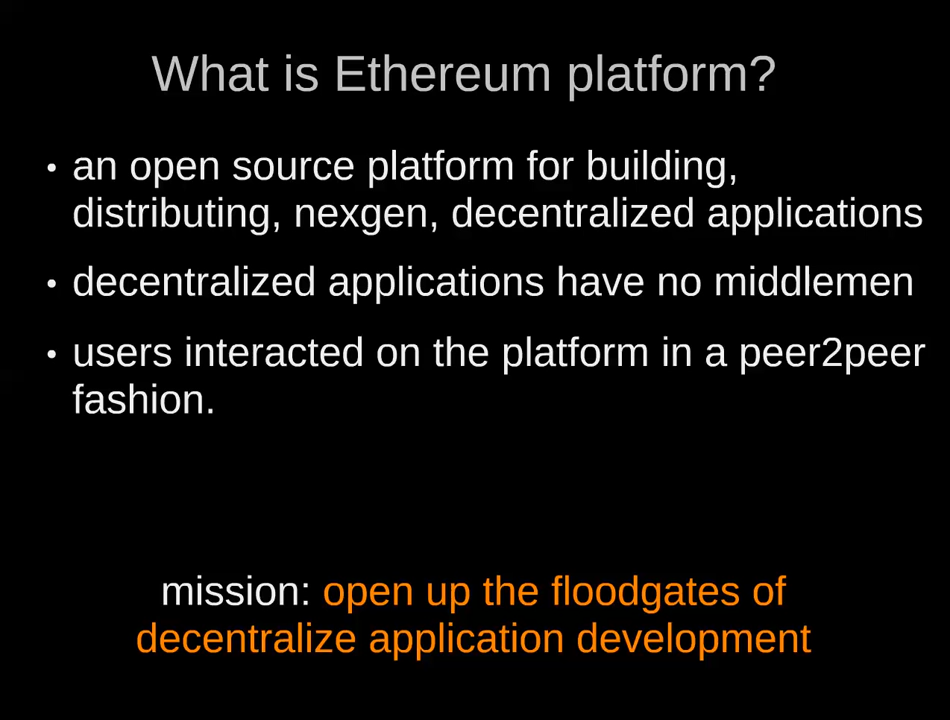 What is Ethereum platform?
• an open source platform for building,
distributing, nexgen, decentralized applications
• decentralized applications have no middlemen
• users interacted on the platform in a peer2peer
fashion.
mission: open up the floodgates of
decentralize application development